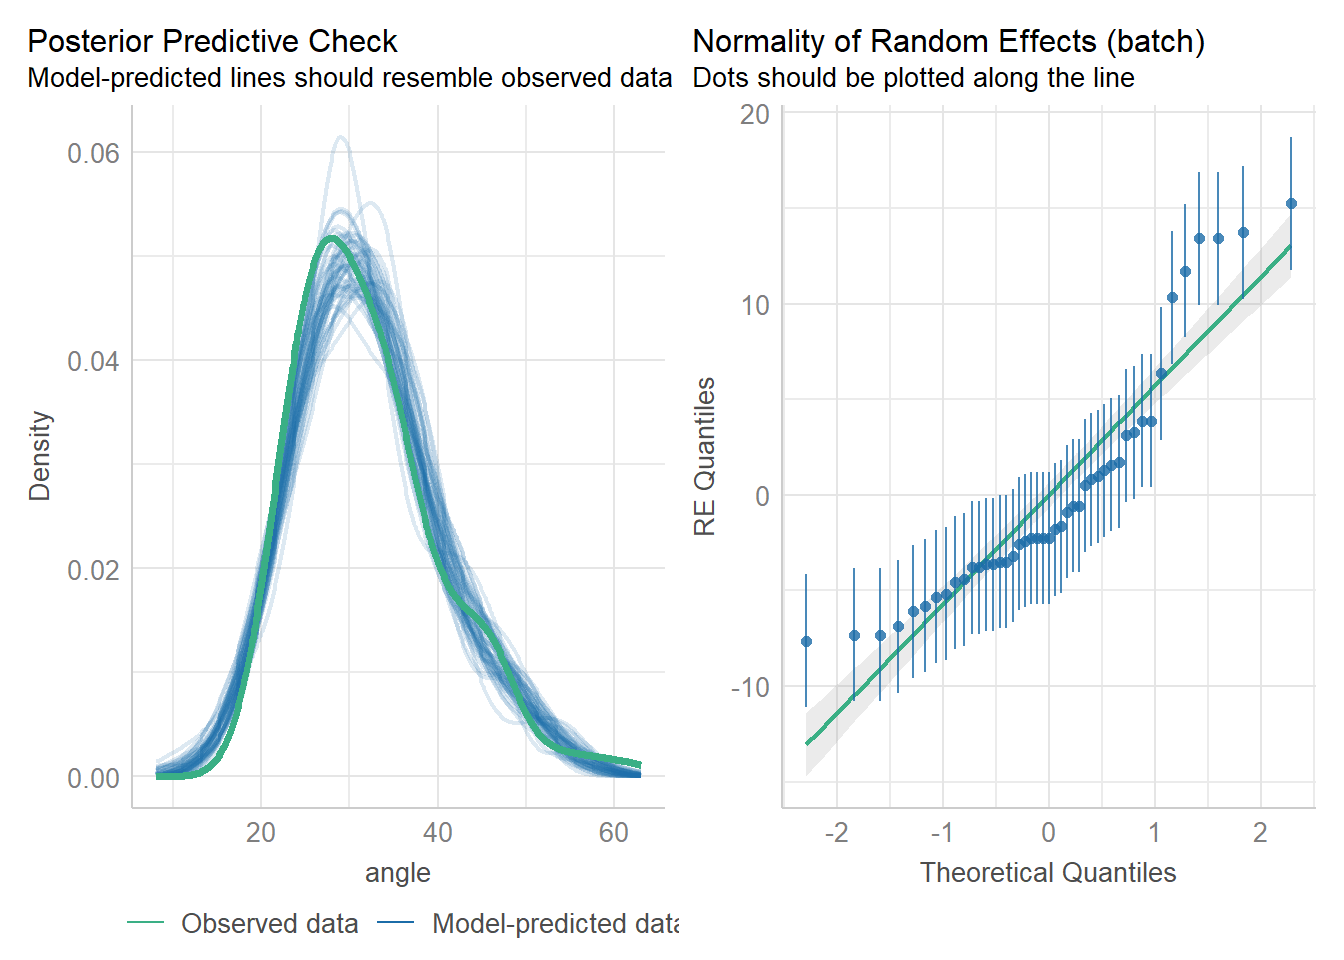 Posterior Predictive Check
Model-predicted lines should resemble observed data
0.06
0.04
0.02
0.00
Density
20 40 60
angle
Observed data Model-predicted data
Normality of Random Effects (batch)
Dots should be plotted along the line
20
10
0
-10
RE Quantiles
-2 -1 0 1 2
Theoretical Quantiles